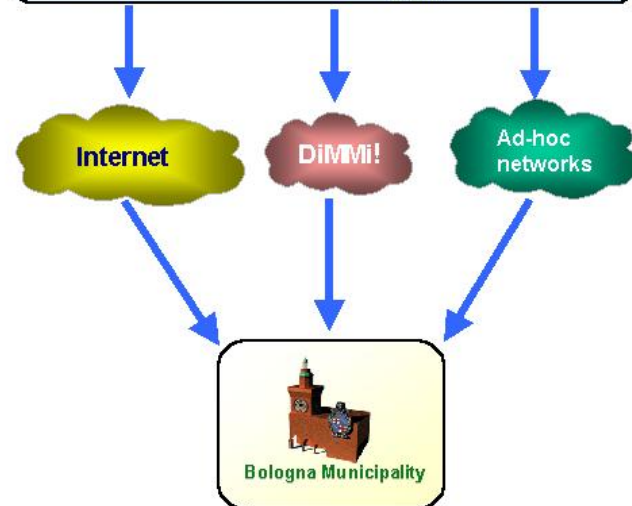 Internet
DiMMi!
Ad-hoc
networks
Bologna Municipality